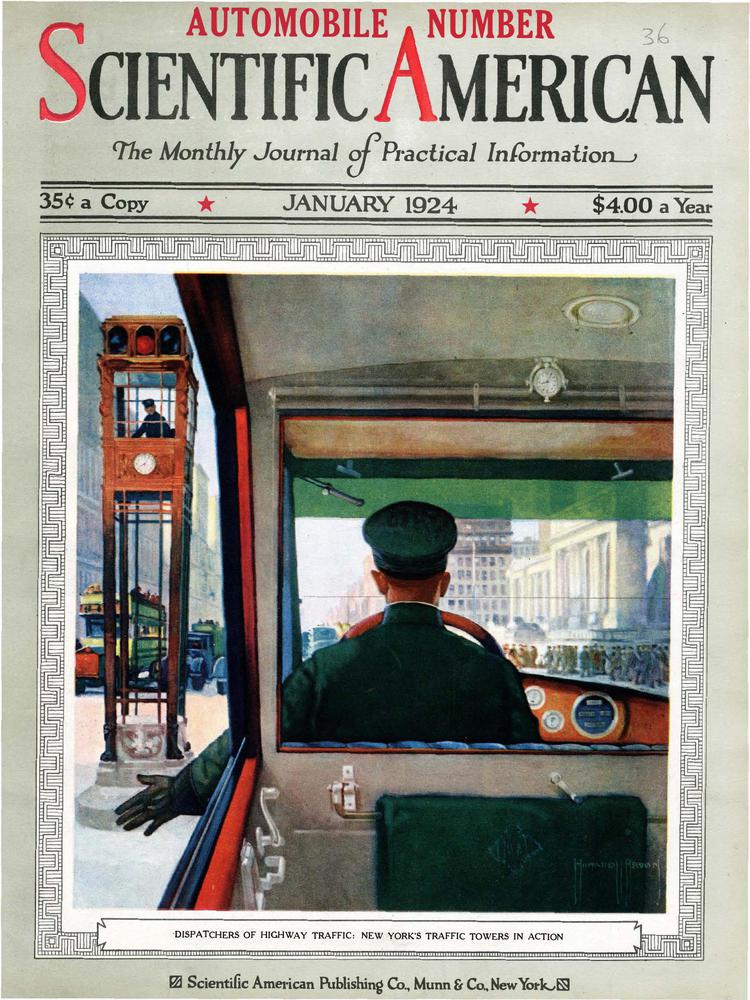 AUTOMOBILE NUMBER
36
SCIENTIFIC AMERICAN
The Monthly Journal of Practical Information
35¢ a Copy ★ JANUARY 1924 ★ $4.00 a Year
HOWARD V. BROWN
DISPATCHERS OF HIGHWAY TRAFFIC: NEW YORK'S TRAFFIC TOWERS IN ACTION
Scientific American Publishing Co., Munn & Co., New York